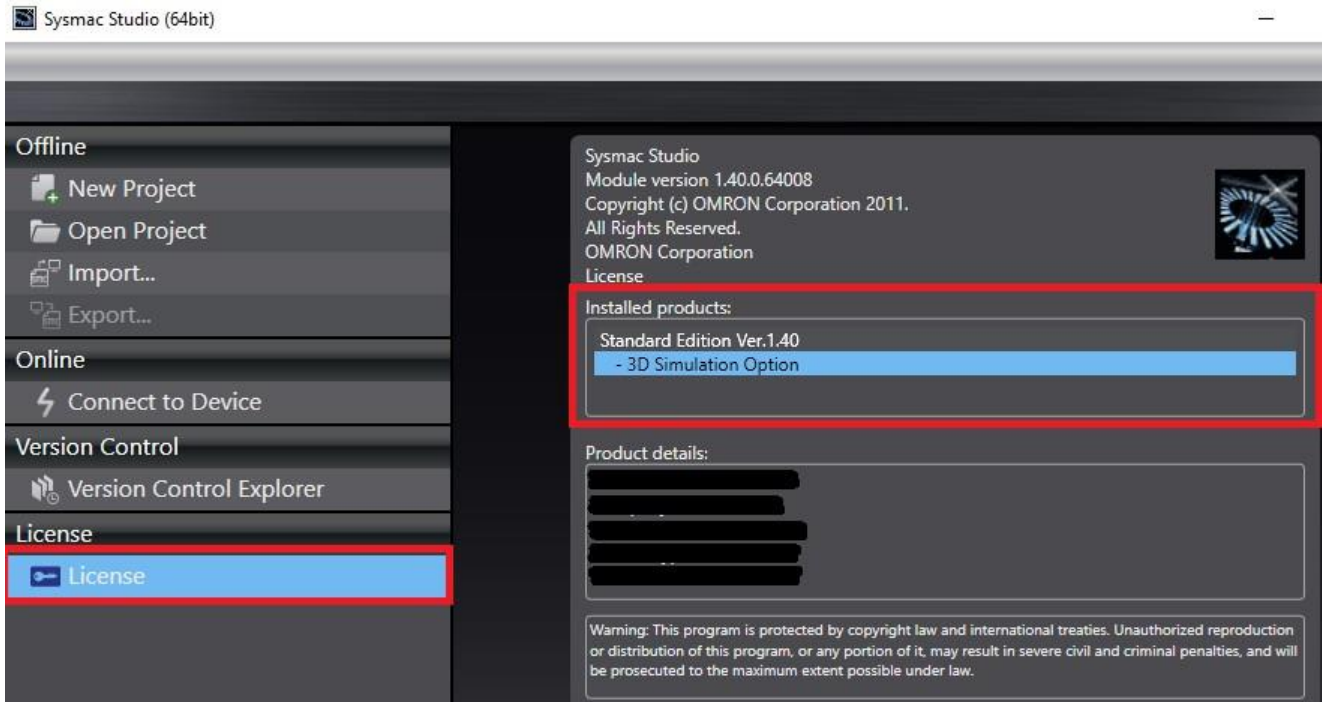 Sysmac Studio (64bit)
Offline
New Project
Open Project
Import...
Export...
Online
Connect to Device
Version Control
Version Control Explorer
License
License
Sysmac Studio
Module version 1.40.0.64008
Copyright (c) OMRON Corporation 2011.
All Rights Reserved.
OMRON Corporation
License
Installed products:
Standard Edition Ver.1.40
- 3D Simulation Option
Product details:
Warning: This program is protected by copyright law and international treaties. Unauthorized reproduction
or distribution of this program, or any portion of it, may result in severe civil and criminal penalties, and will
be prosecuted to the maximum extent possible under law.